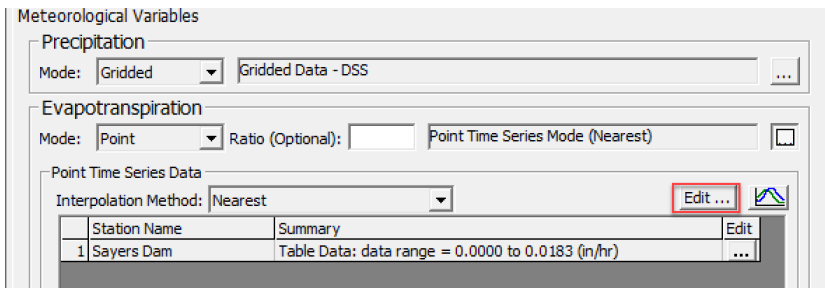 Meteorological Variables
Precipitation
Mode: Gridded Gridded Data - DSS ...
Evapotranspiration
Mode: Point Ratio (Optional): Point Time Series Mode (Nearest) ...
Point Time Series Data
Interpolation Method: Nearest Edit ...
Station Name Summary Edit
1 Sayers Dam Table Data: data range = 0.0000 to 0.0183 (in/hr) ...